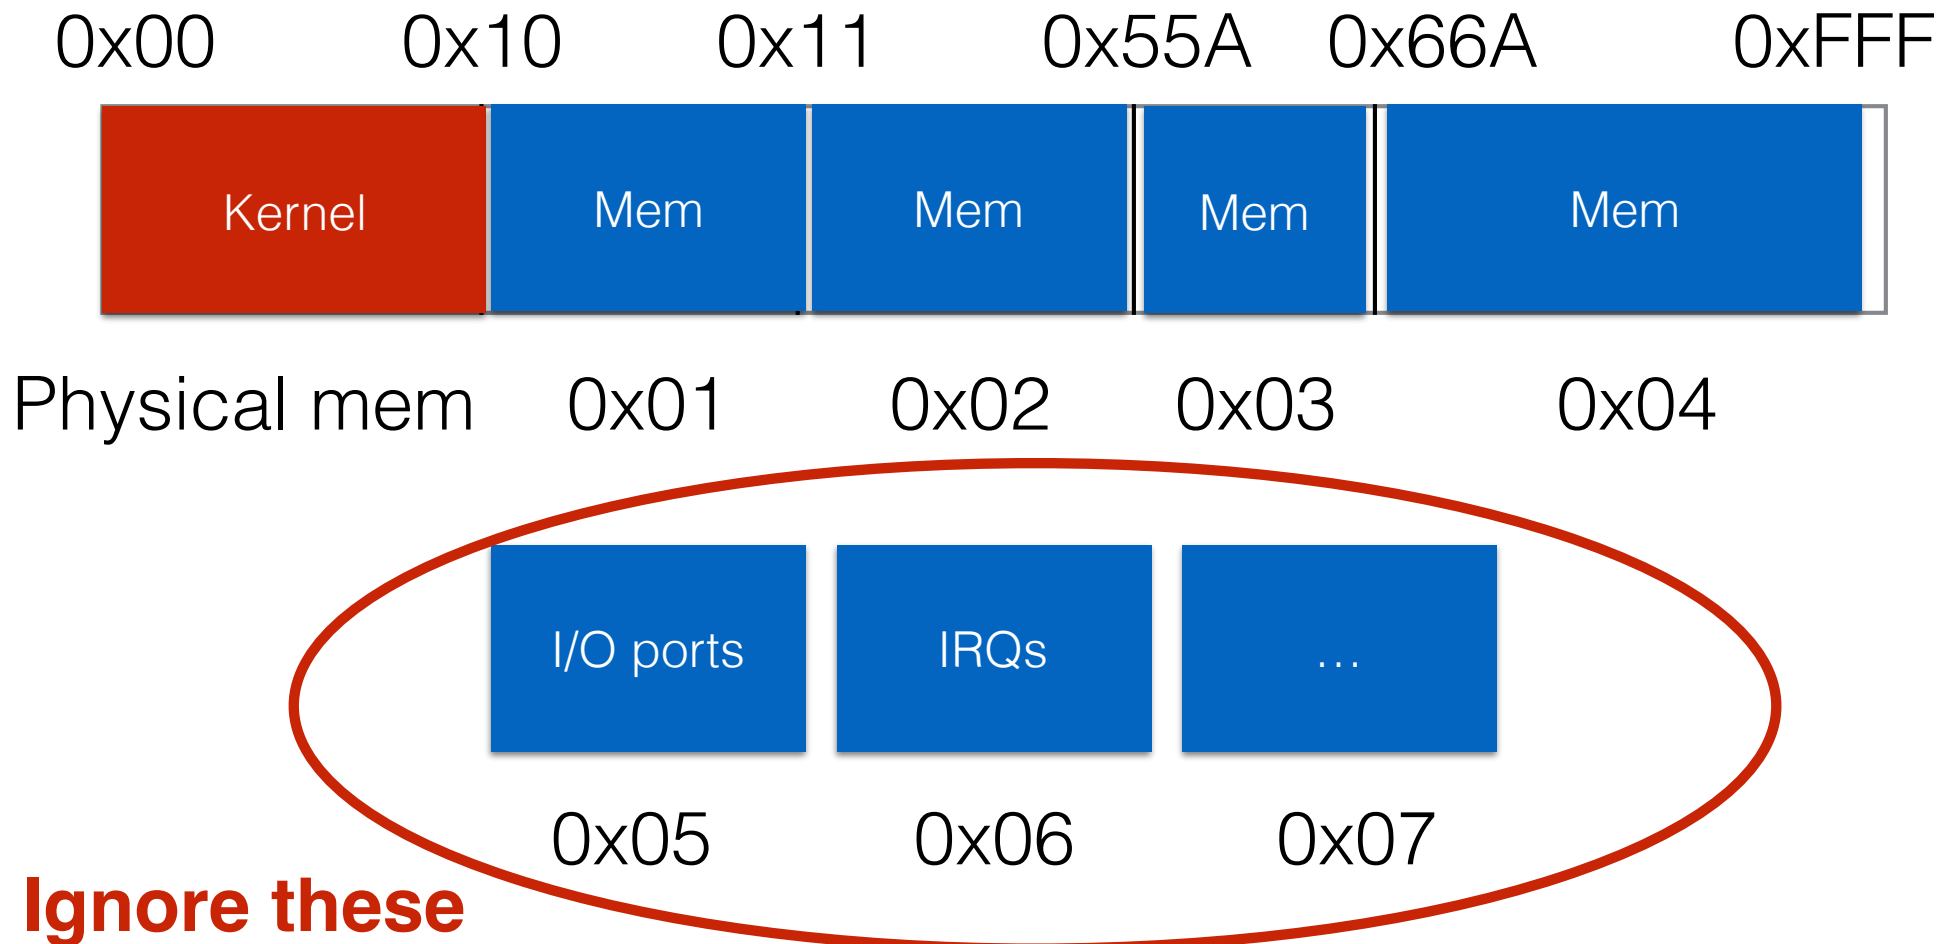 0x00 0x10 0x11 0x55A 0x66A 0xFFF
Kernel Mem Mem Mem Mem
Physical mem 0x01 0x02 0x03 0x04
I/O ports IRQs …
0x05 0x06 0x07
Ignore these